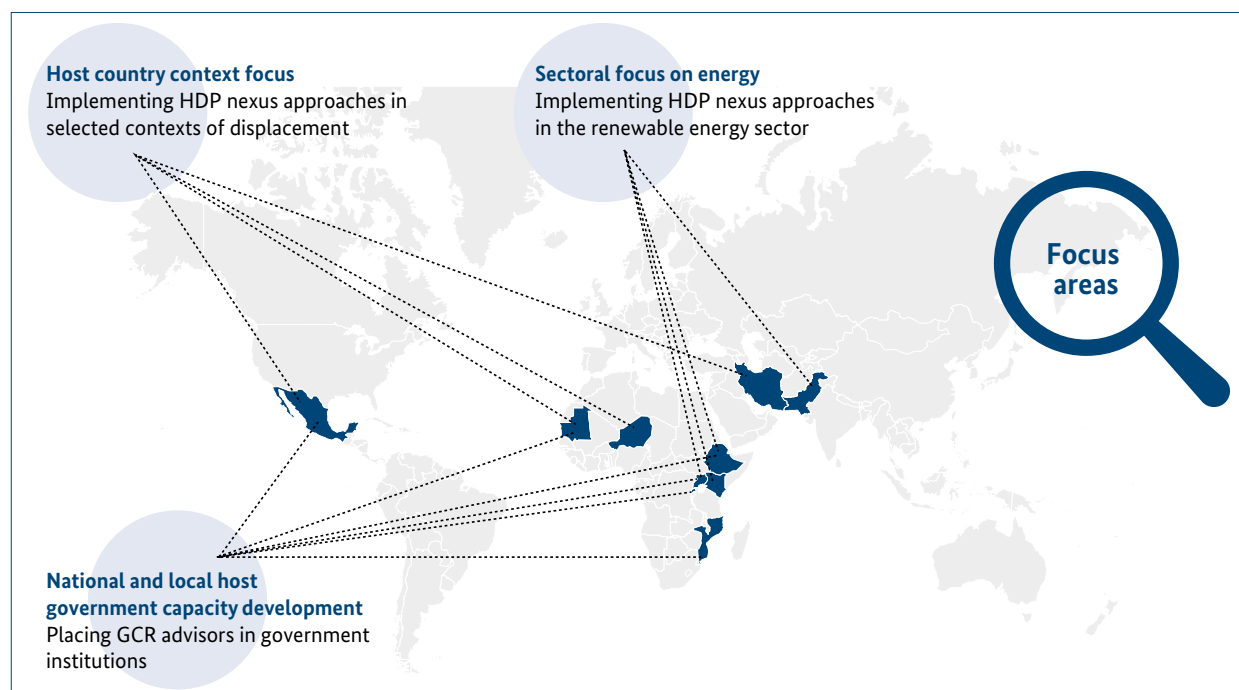 Host country context focus
Implementing HDP nexus approaches in
selected contexts of displacement
Sectoral focus on energy
Implementing HDP nexus approaches
in the renewable energy sector
Focus
areas
National and local host
government capacity development
Placing GCR advisors in government
institutions